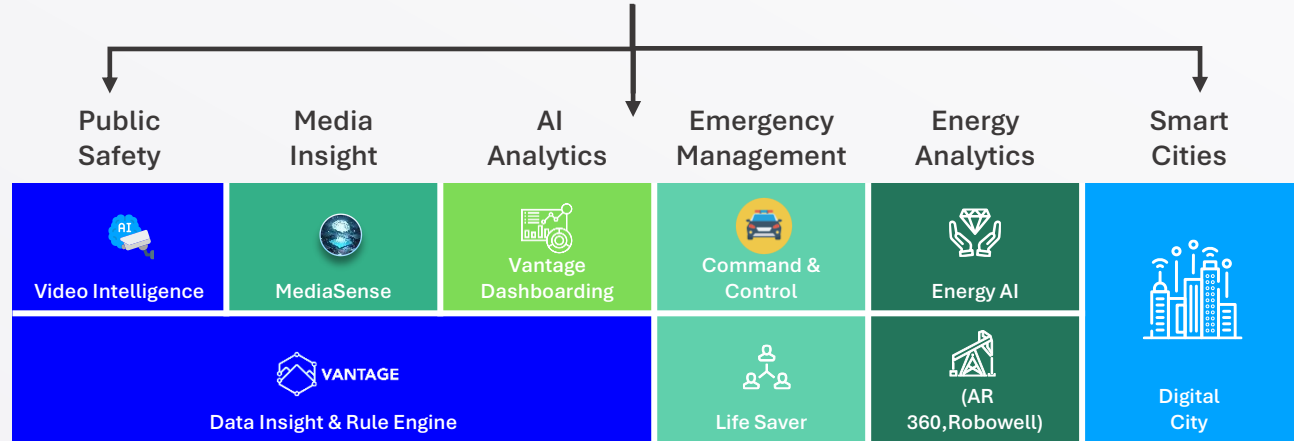 Public
Safety
Media
Insight
AI
Analytics
Emergency
Management
Energy
Analytics
Smart
Cities
AI
Video Intelligence
MediaSense
Vantage
Dashboarding
Command &
Control
Energy AI
VANTAGE
Data Insight & Rule Engine
Life Saver
(AR
360,Robowell)
Digital
City